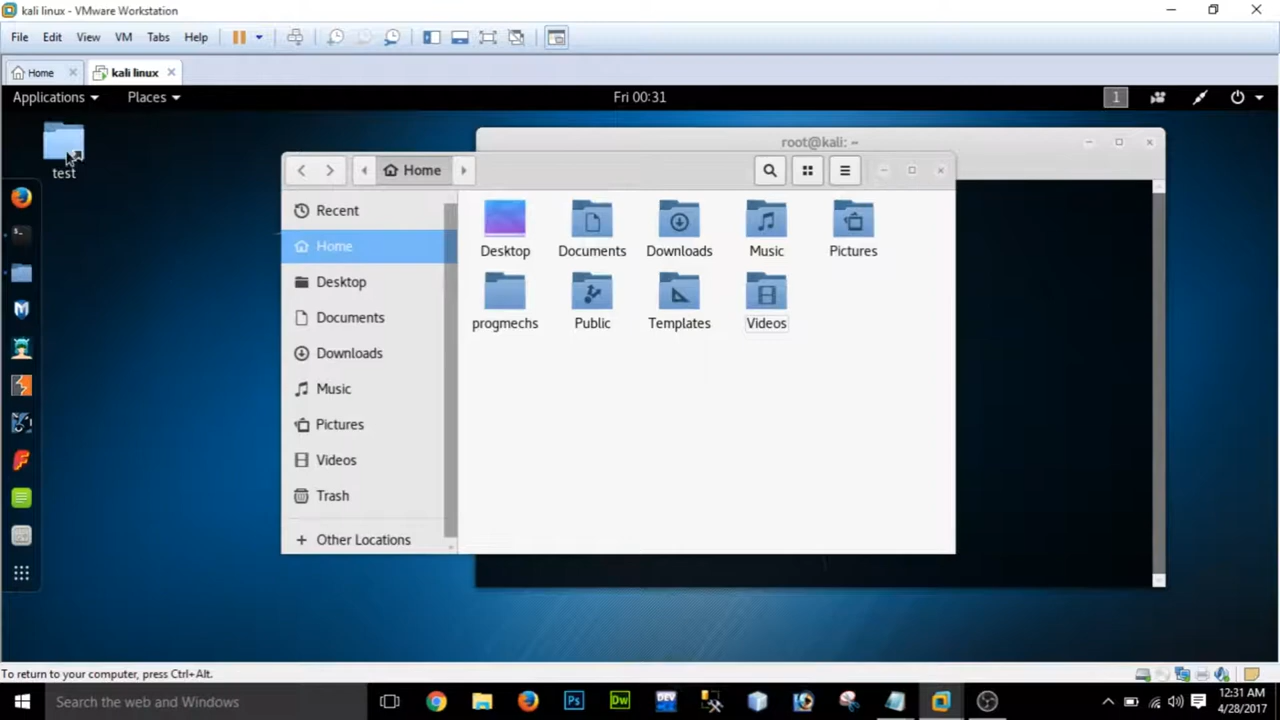 kali linux - VMware Workstation
File Edit View VM Tabs Help
Home kali linux
Applications Places Fri 00:31 1
test
root@kali: ~
Home
Recent
Home
Desktop
Documents
Downloads
Music
Pictures
Videos
Trash
Other Locations
Desktop Documents Downloads Music Pictures
progmechs Public Templates Videos
To return to your computer, press Ctrl+Alt.
Search the web and Windows
Ps Dw DEV
12:31 AM
4/28/2017